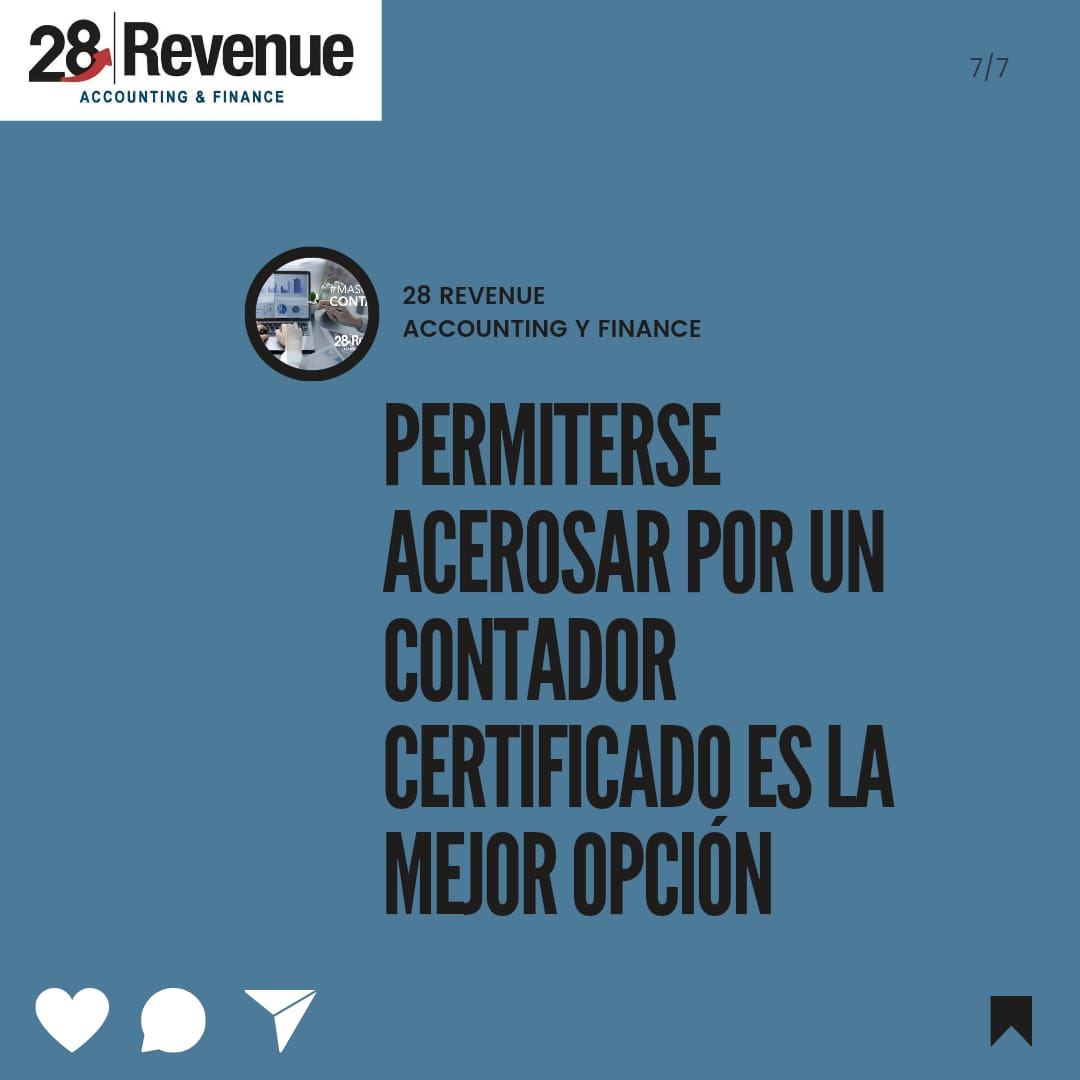 28 Revenue
ACCOUNTING & FINANCE
7/7
#MAS
CONTA
28 Re
28 REVENUE
ACCOUNTING Y FINANCE
PERMITERSE
ACEROSAR POR UN
CONTADOR
CERTIFICADO ES LA
MEJOR OPCIÓN